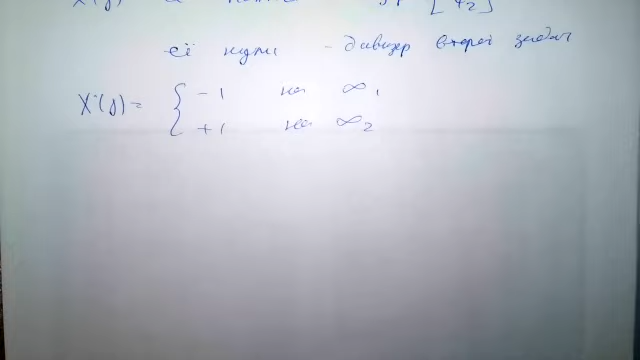 её нули - дивизор второй задачи
X(γ) = { -1 на ∞₁
+1 на ∞₂